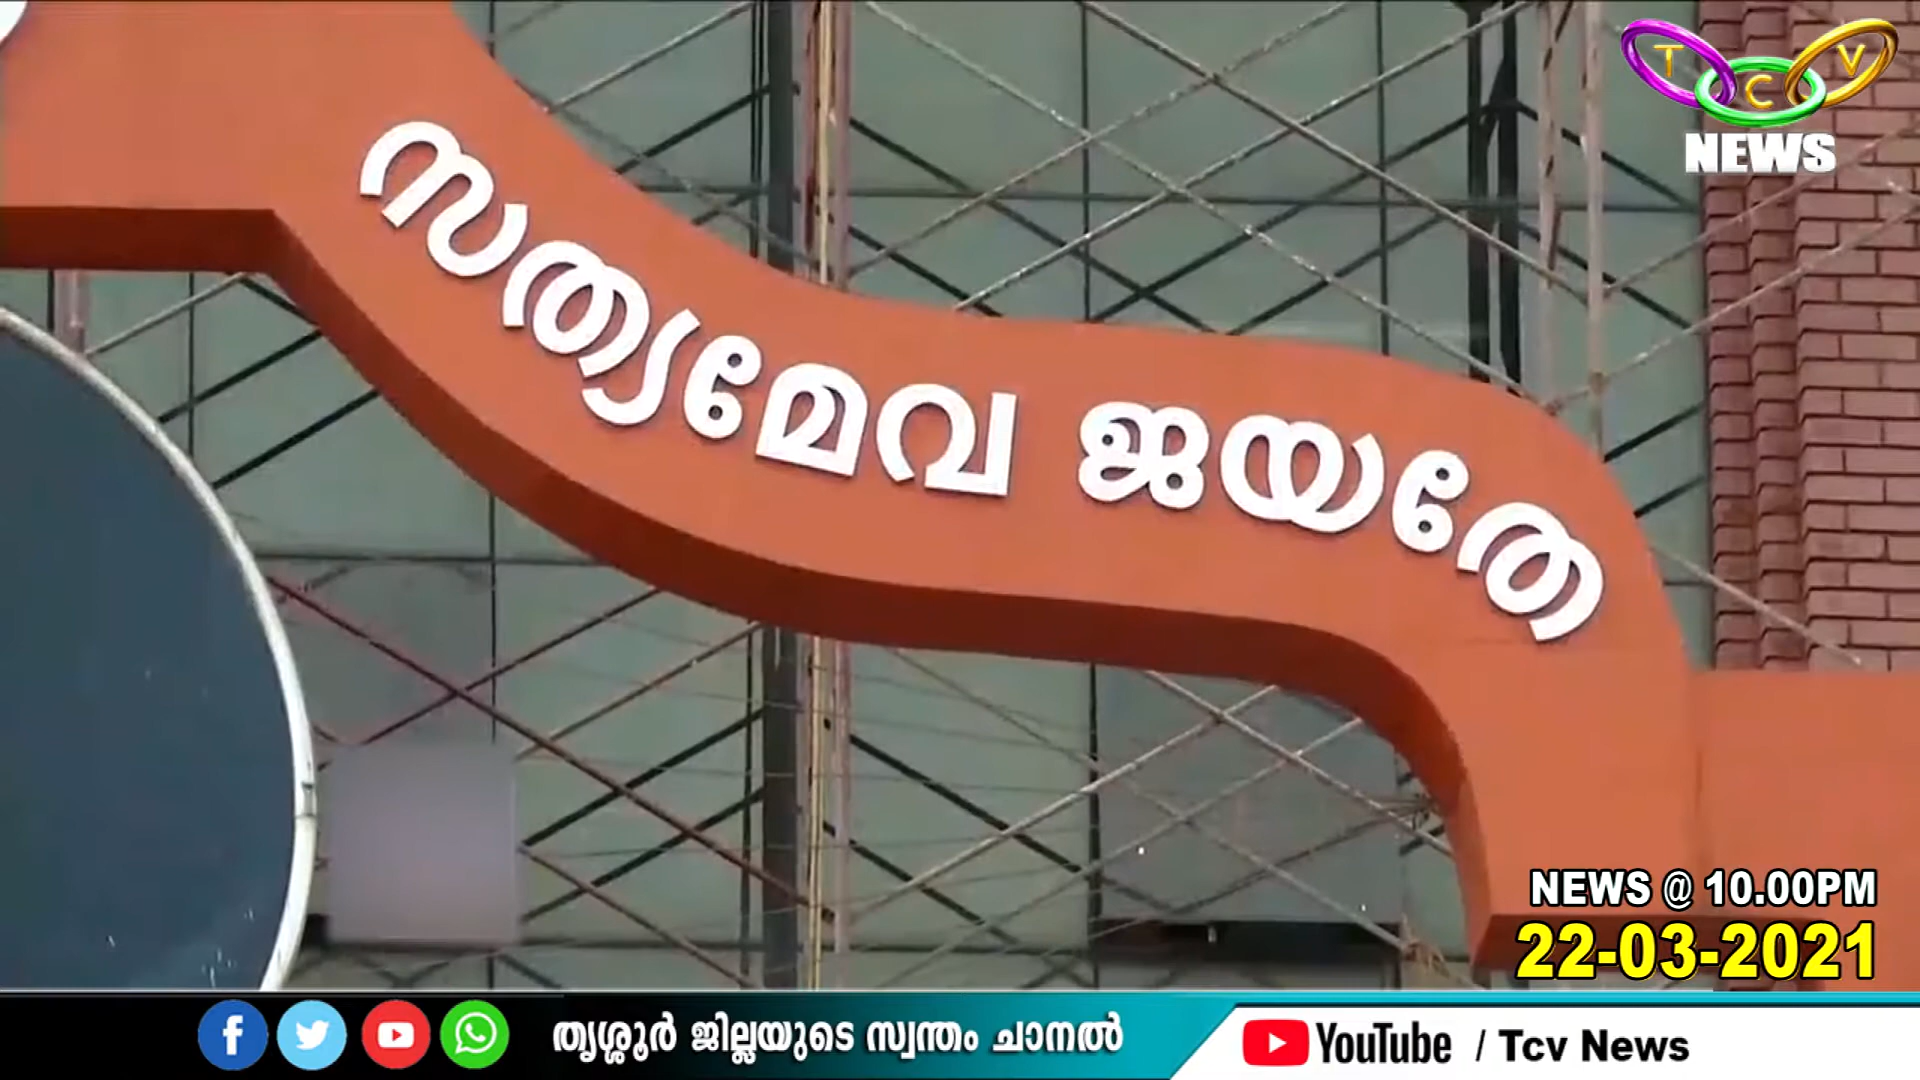 T C V
NEWS
സത്യമേവ ജയതേ
NEWS @ 10.00PM
22-03-2021
തൃശ്ശൂർ ജില്ലയുടെ സ്വന്തം ചാനൽ
YouTube / Tcv News